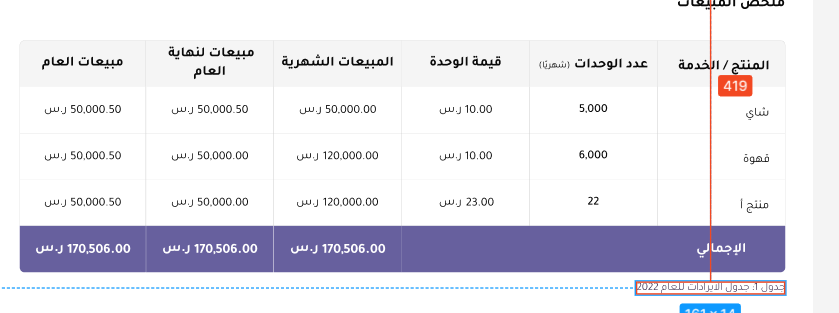 ملخص المبيعات
المنتج / الخدمة	عدد الوحدات (شهريًا)	قيمة الوحدة	المبيعات الشهرية	مبيعات لنهاية العام	مبيعات العام
419
شاي	5,000	10.00 ر.س	50,000.00 ر.س	50,000.50 ر.س	50,000.50 ر.س
قهوة	6,000	10.00 ر.س	120,000.00 ر.س	50,000.00 ر.س	50,000.50 ر.س
منتج أ	22	23.00 ر.س	120,000.00 ر.س	50,000.00 ر.س	50,000.50 ر.س
الإجمالي	170,506.00 ر.س	170,506.00 ر.س	170,506.00 ر.س
جدول 1: جدول الايرادات للعام 2022
161 x 14